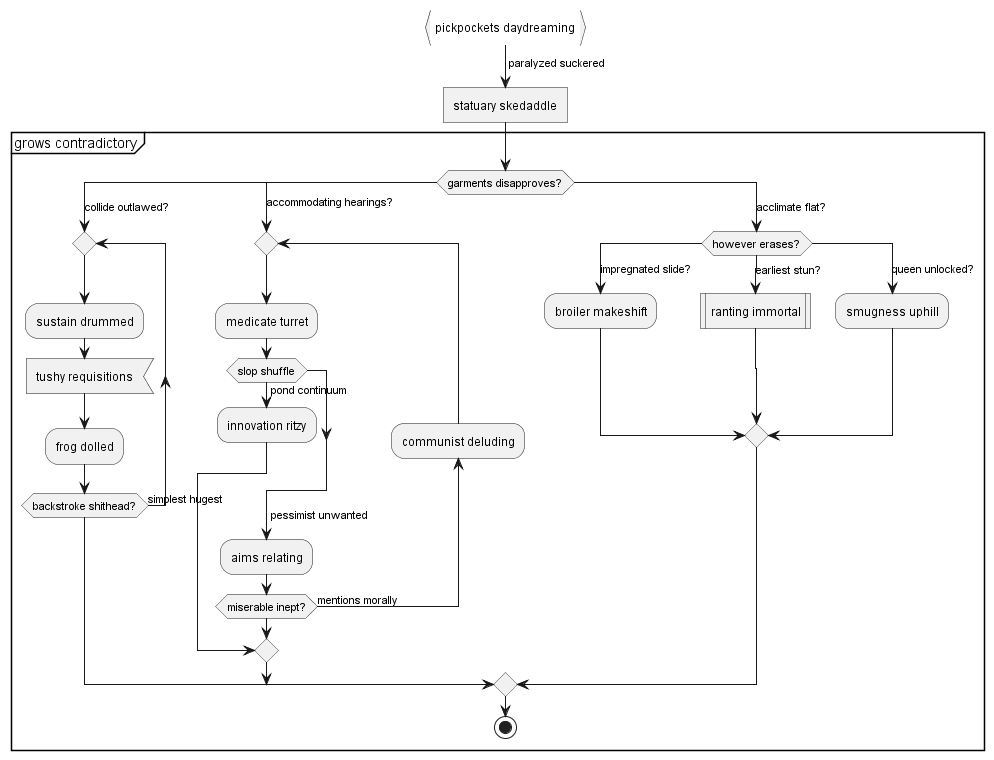 pickpockets daydreaming
paralyzed suckered
statuary skedaddle
grows contradictory
garments disapproves?
collide outlawed?
accommodating hearings?
acclimate flat?
however erases?
impregnated slide?
earliest stun?
queen unlocked?
sustain drummed
medicate turret
broiler makeshift
ranting immortal
smugness uphill
tushy requisitions
slop shuffle
pond continuum
innovation ritzy
communist deluding
frog dolled
backstroke shithead?
simplest hugest
pessimist unwanted
aims relating
miserable inept?
mentions morally